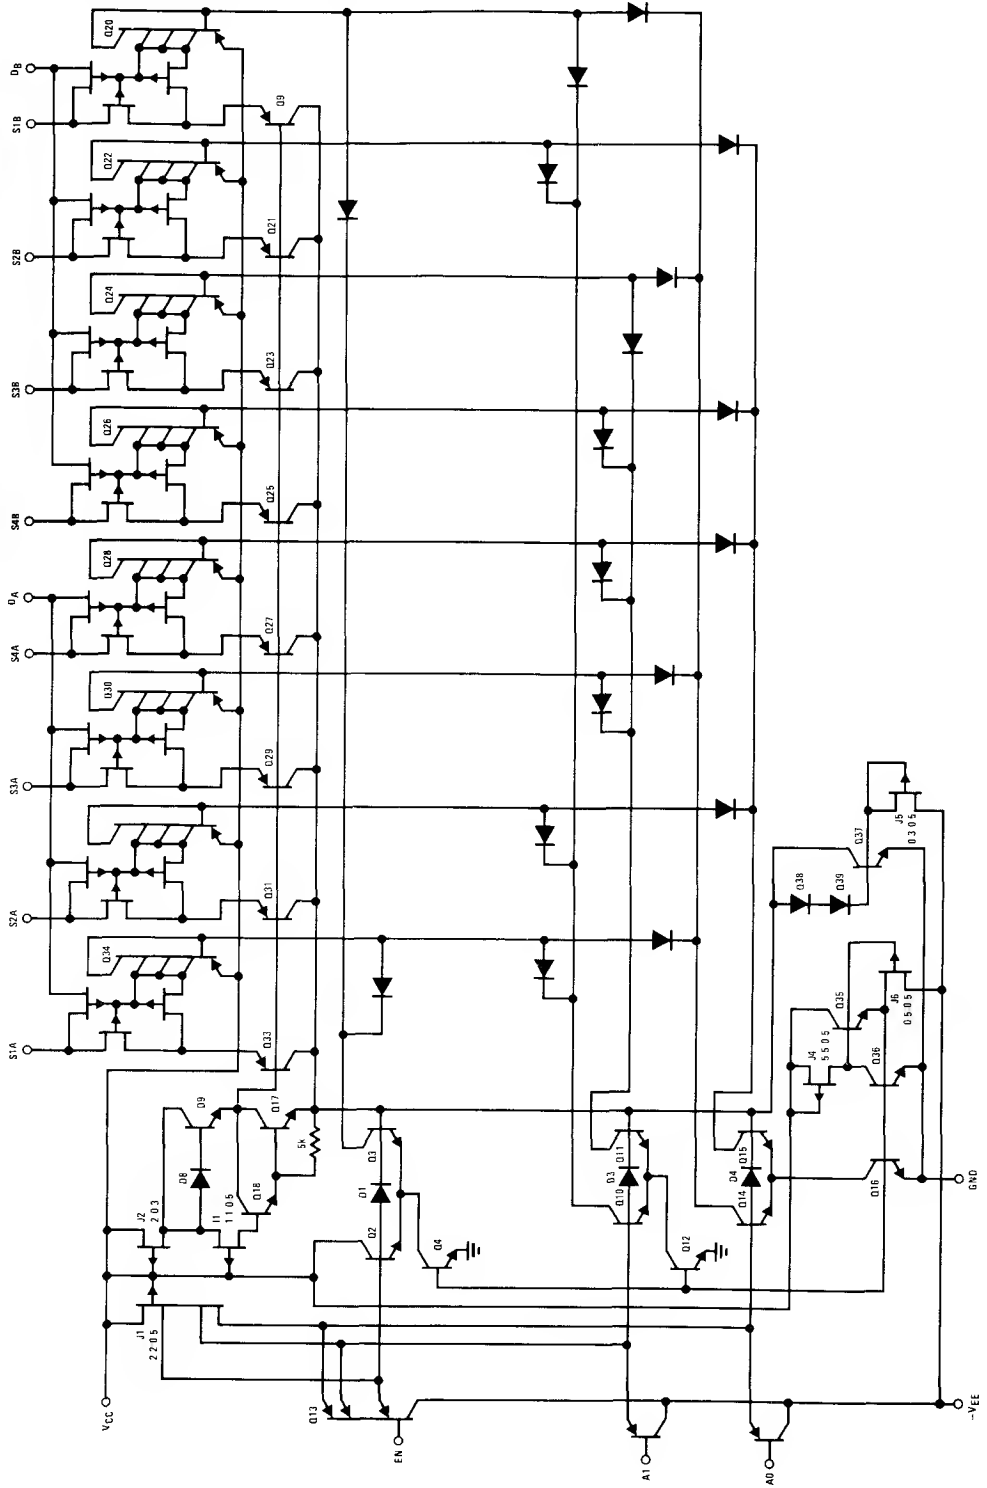 S1A
S2A
S3A
S4A
DA
S4B
S3B
S2B
S1B
DB
Q34
Q30
Q28
Q26
Q24
Q22
Q20
Q33
Q31
Q29
Q27
Q25
Q23
Q21
Q9
VCC
J1
2 2 0 5
J2
2 0 3
D8
D9
1 1 0 5
Q18
Q17
5k
Q13
EN
Q2
D1
Q3
Q4
A1
Q10
D3
Q11
Q12
A0
Q14
D4
Q15
Q16
J4
5 5 0 5
Q35
Q36
J6
0 5 0 5
Q38
Q39
Q37
J5
0 3 0 5
GND
-VEE